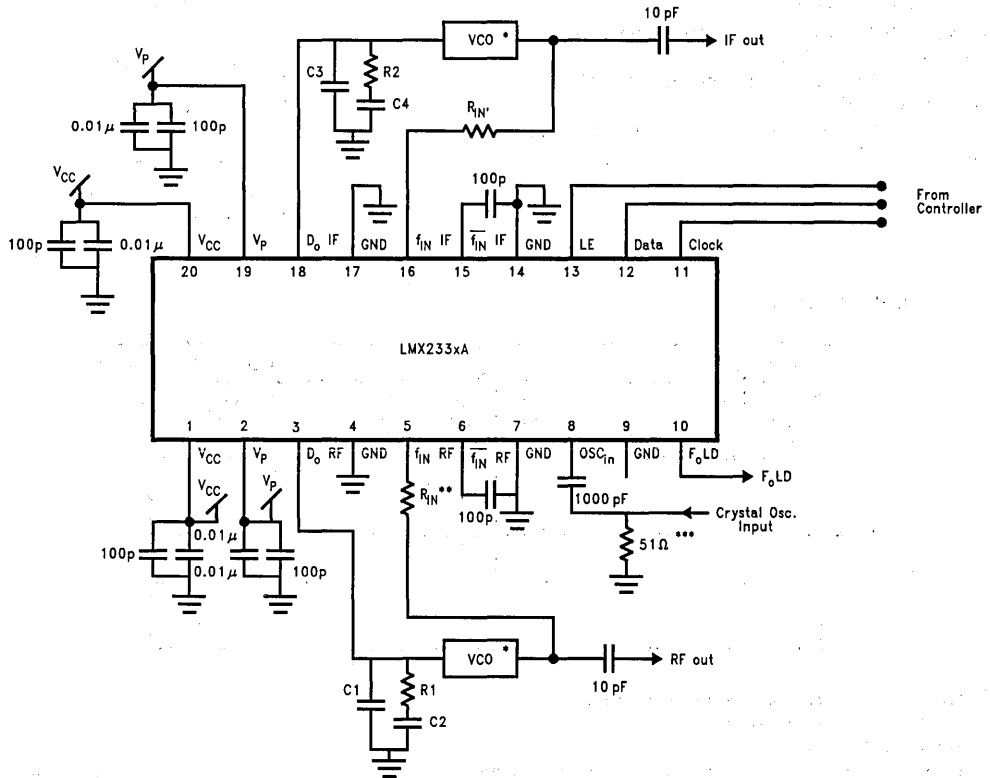 10 pF
VCO *
IF out
V_P
C3
R2
C4
R_IN'
0.01μ
100p
V_CC
100p
From
Controller
100p
0.01μ
V_CC
V_P
D_o IF
GND
f_IN IF
f̅_I̅N̅ IF
GND
LE
Data
Clock
20
19
18
17
16
15
14
13
12
11
LMX233xA
1
2
3
4
5
6
7
8
9
10
V_CC
V_P
D_o RF
GND
f_IN RF
f̅_I̅N̅ RF
GND
OSC_in
GND
F_oLD
V_CC
V_P
R_IN**
100p
1000 pF
F_oLD
Crystal Osc.
Input
0.01μ
100p
0.01μ
100p
51Ω ***
VCO *
RF out
C1
R1
C2
10 pF